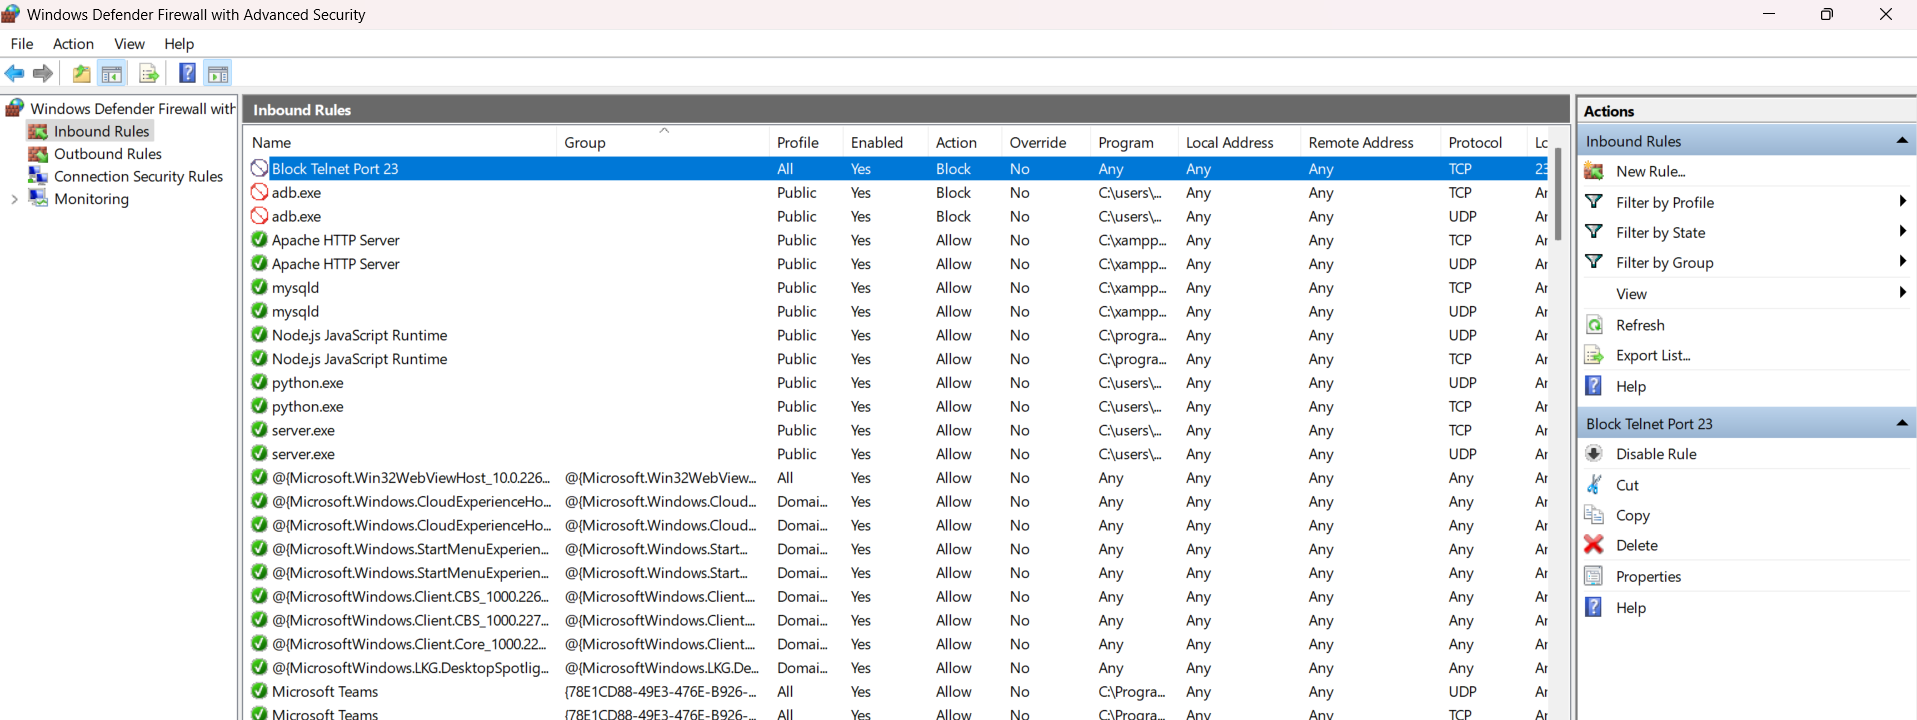 Windows Defender Firewall with Advanced Security
File Action View Help
Windows Defender Firewall with
Inbound Rules
Outbound Rules
Connection Security Rules
Monitoring
Inbound Rules
Name Group Profile Enabled Action Override Program Local Address Remote Address Protocol Lc
Block Telnet Port 23 All Yes Block No Any Any Any TCP 23
adb.exe Public Yes Block No C:\users\... Any Any TCP Ar
adb.exe Public Yes Block No C:\users\... Any Any UDP Ar
Apache HTTP Server Public Yes Allow No C:\xampp... Any Any TCP Ar
Apache HTTP Server Public Yes Allow No C:\xampp... Any Any UDP Ar
mysqld Public Yes Allow No C:\xampp... Any Any TCP Ar
mysqld Public Yes Allow No C:\xampp... Any Any UDP Ar
Node.js JavaScript Runtime Public Yes Allow No C:\progra... Any Any UDP Ar
Node.js JavaScript Runtime Public Yes Allow No C:\progra... Any Any TCP Ar
python.exe Public Yes Allow No C:\users\... Any Any UDP Ar
python.exe Public Yes Allow No C:\users\... Any Any TCP Ar
server.exe Public Yes Allow No C:\users\... Any Any TCP Ar
server.exe Public Yes Allow No C:\users\... Any Any UDP Ar
@{Microsoft.Win32WebViewHost_10.0.226... @{Microsoft.Win32WebView... All Yes Allow No Any Any Any Any Ar
@{Microsoft.Windows.CloudExperienceHo... @{Microsoft.Windows.Cloud... Domai... Yes Allow No Any Any Any Any Ar
@{Microsoft.Windows.CloudExperienceHo... @{Microsoft.Windows.Cloud... Domai... Yes Allow No Any Any Any Any Ar
@{Microsoft.Windows.StartMenuExperien... @{Microsoft.Windows.Start... Domai... Yes Allow No Any Any Any Any Ar
@{Microsoft.Windows.StartMenuExperien... @{Microsoft.Windows.Start... Domai... Yes Allow No Any Any Any Any Ar
@{MicrosoftWindows.Client.CBS_1000.226... @{MicrosoftWindows.Client.... Domai... Yes Allow No Any Any Any Any Ar
@{MicrosoftWindows.Client.CBS_1000.227... @{MicrosoftWindows.Client.... Domai... Yes Allow No Any Any Any Any Ar
@{MicrosoftWindows.Client.Core_1000.22... @{MicrosoftWindows.Client.... Domai... Yes Allow No Any Any Any Any Ar
@{MicrosoftWindows.LKG.DesktopSpotlig... @{MicrosoftWindows.LKG.De... Domai... Yes Allow No Any Any Any Any Ar
Microsoft Teams {78E1CD88-49E3-476E-B926-... All Yes Allow No C:\Progra... Any Any UDP Ar
Microsoft Teams {78E1CD88-49E3-476E-B926-... All Yes Allow No C:\Progra... Any Any TCP Ar
Actions
Inbound Rules
New Rule...
Filter by Profile
Filter by State
Filter by Group
View
Refresh
Export List...
Help
Block Telnet Port 23
Disable Rule
Cut
Copy
Delete
Properties
Help